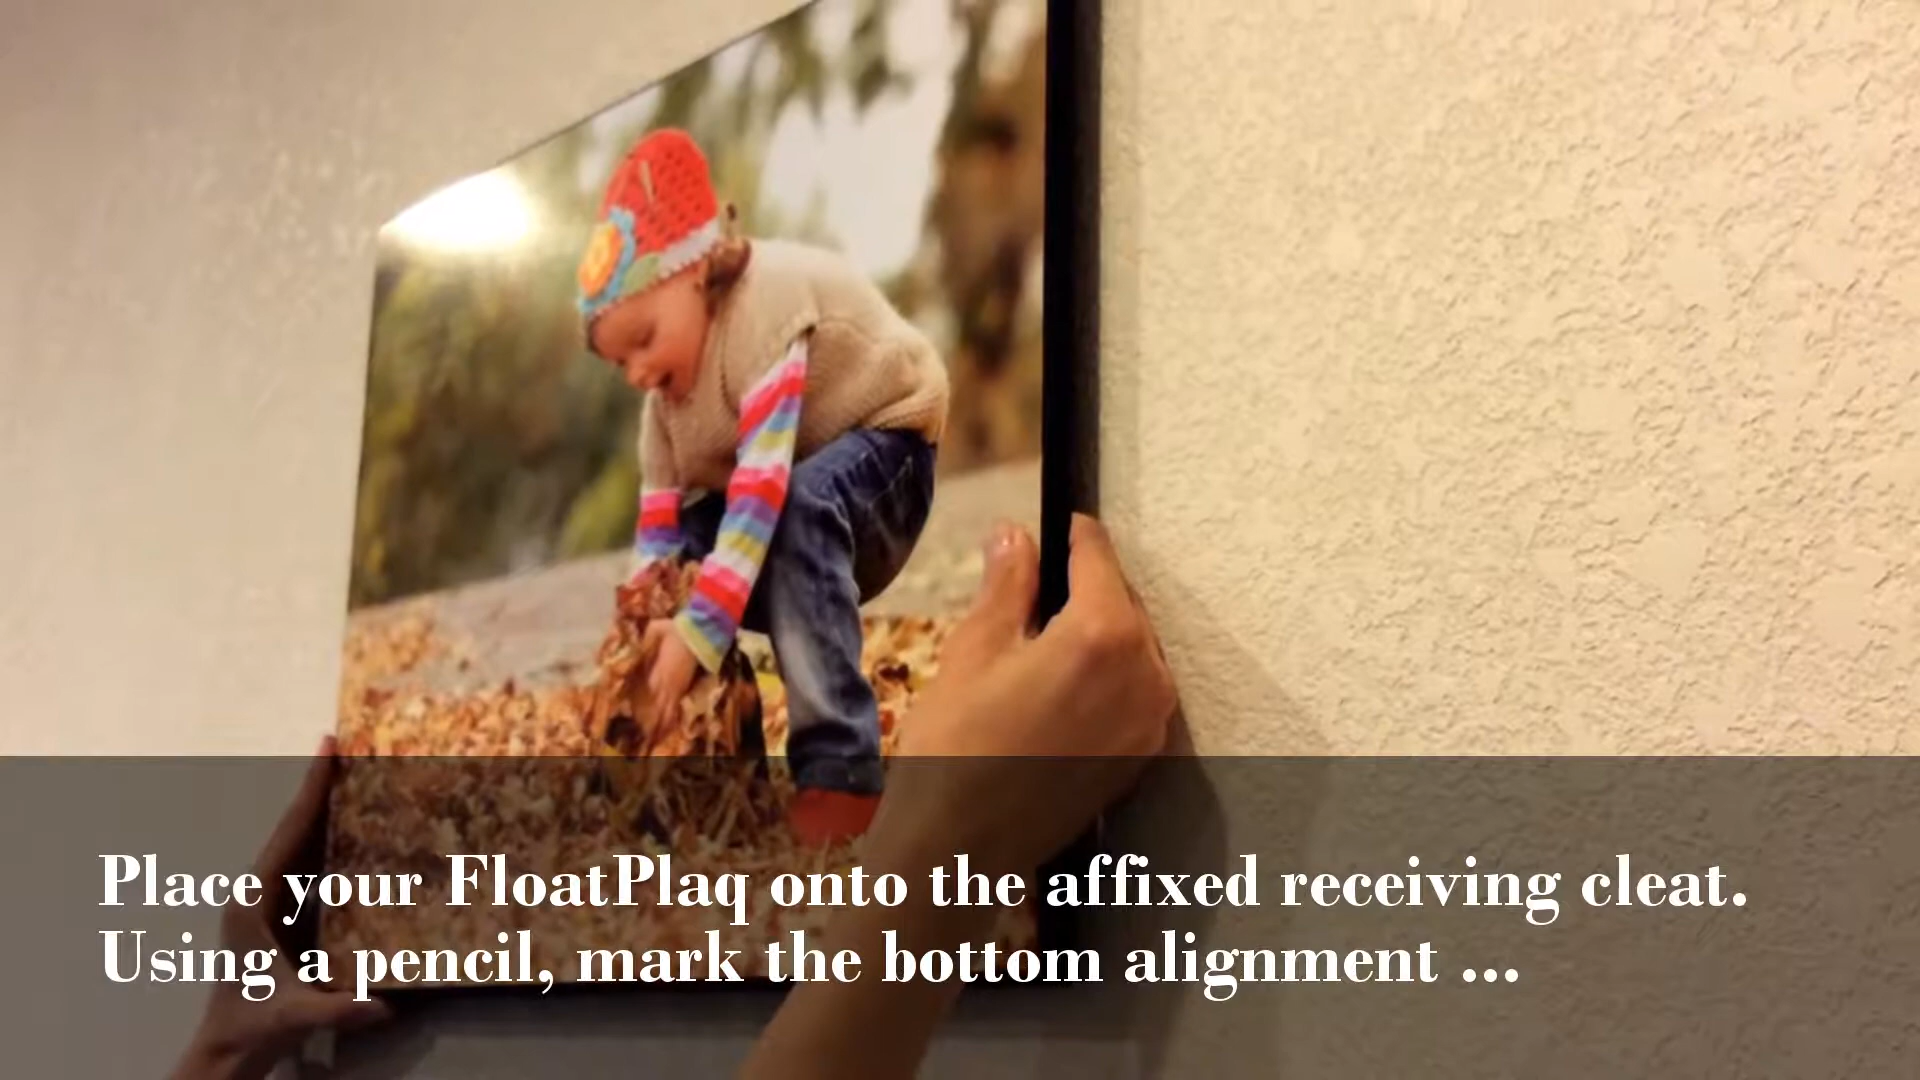 Place your FloatPlaq onto the affixed receiving cleat.
Using a pencil, mark the bottom alignment ...